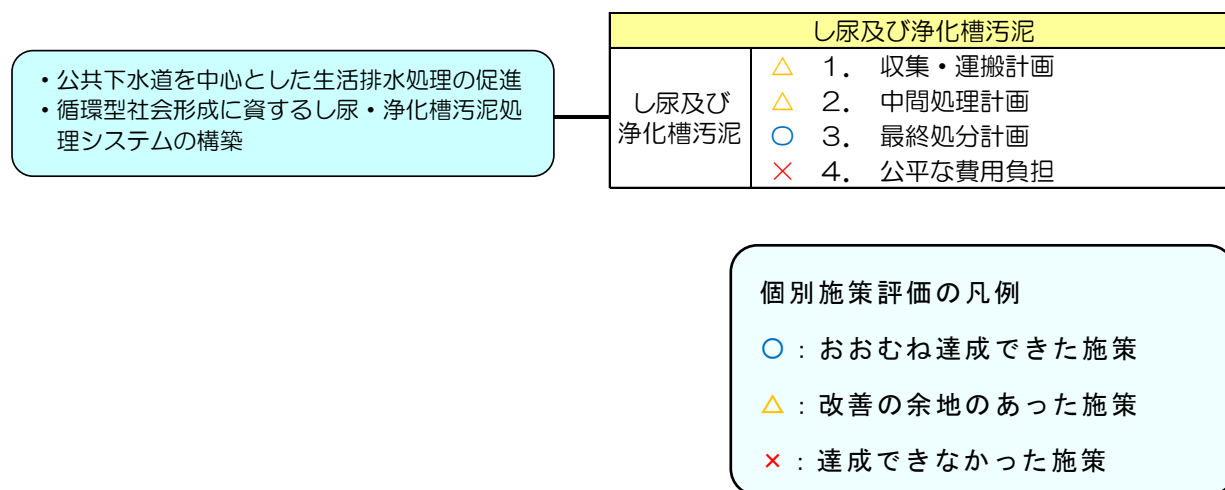 ・公共下水道を中心とした生活排水処理の促進
・循環型社会形成に資するし尿・浄化槽汚泥処
理システムの構築
し尿及び浄化槽汚泥
し尿及び
浄化槽汚泥
△ 1. 収集・運搬計画
△ 2. 中間処理計画
○ 3. 最終処分計画
× 4. 公平な費用負担
個別施策評価の凡例
○：おおむね達成できた施策
△：改善の余地のあった施策
×：達成できなかった施策